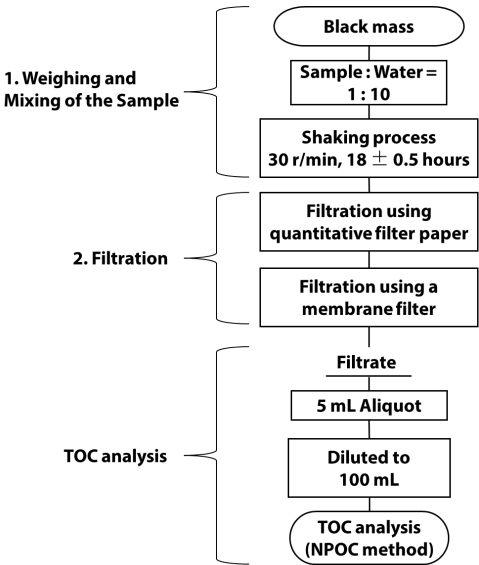 Black mass
1. Weighing and
Mixing of the Sample
Sample : Water =
1 : 10
Shaking process
30 r/min, 18 ± 0.5 hours
2. Filtration
Filtration using
quantitative filter paper
Filtration using a
membrane filter
TOC analysis
Filtrate
5 mL Aliquot
Diluted to
100 mL
TOC analysis
(NPOC method)